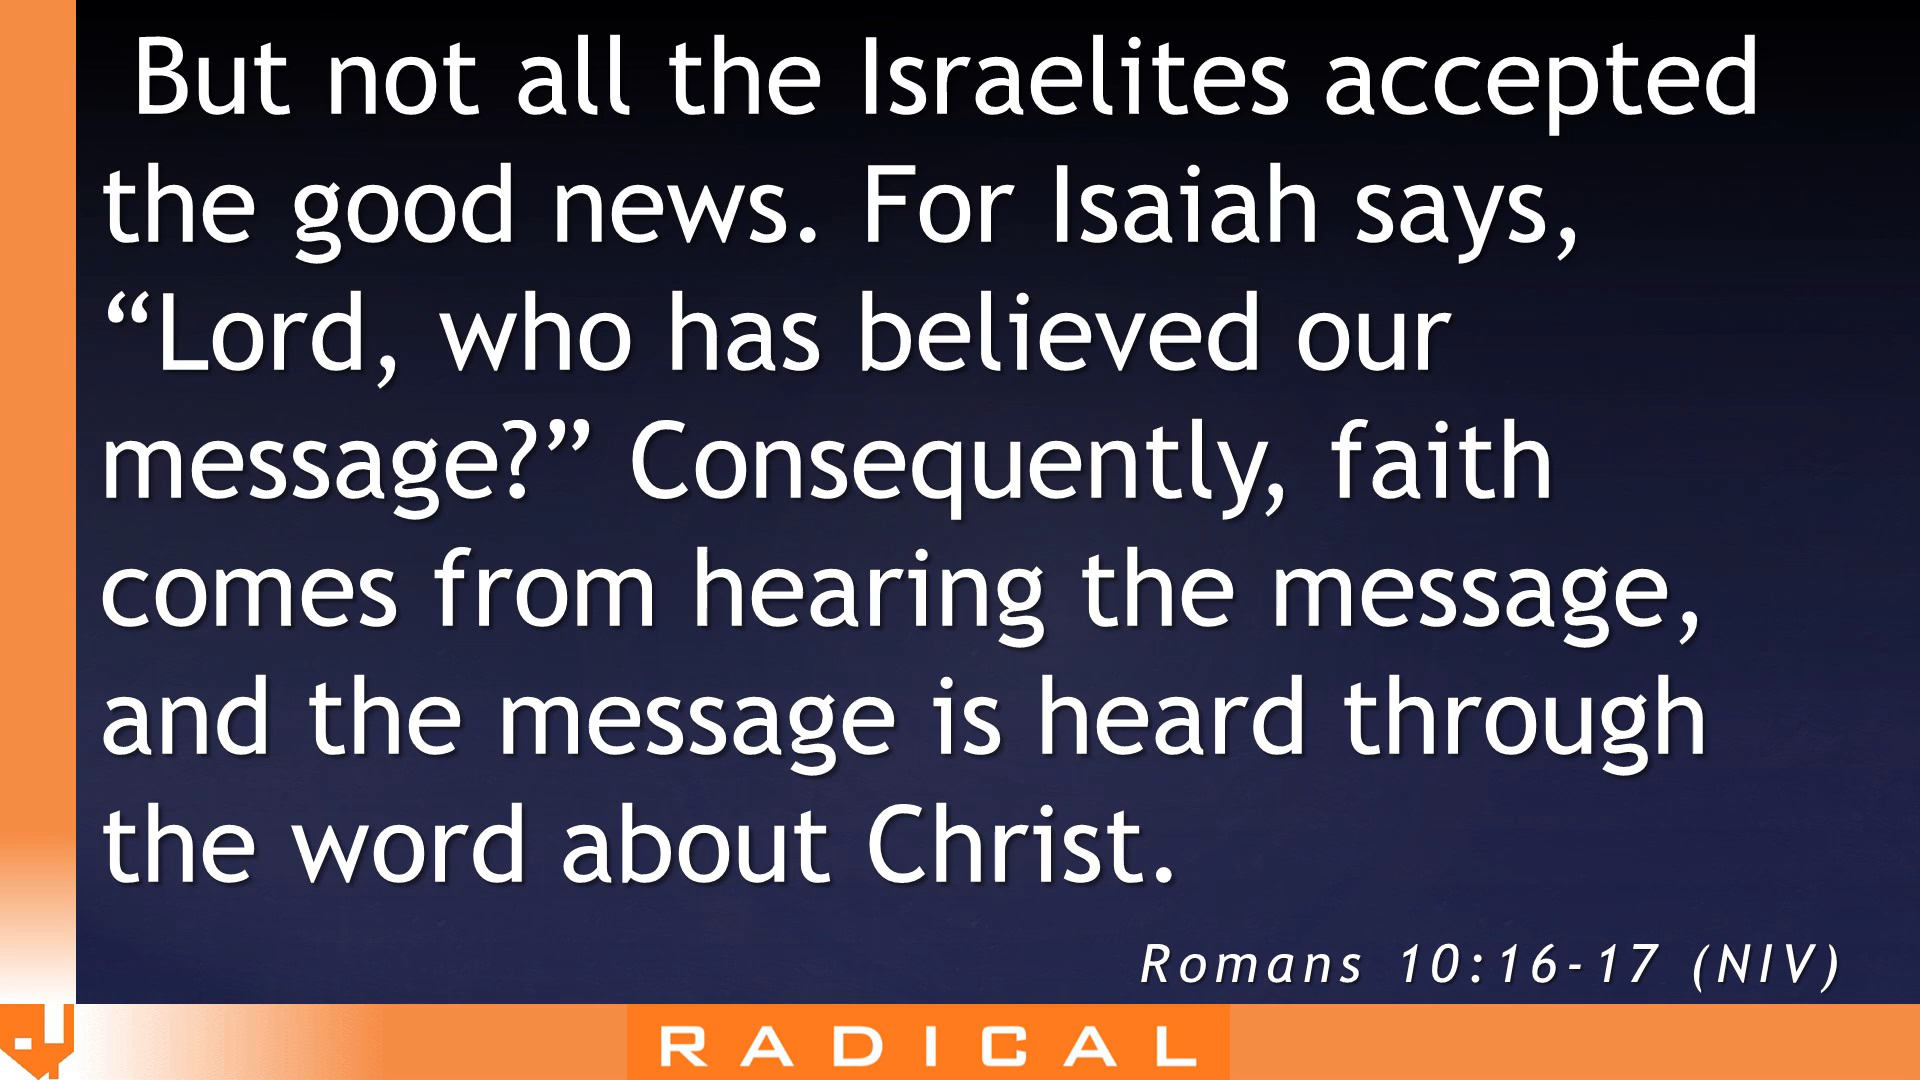 But not all the Israelites accepted
the good news. For Isaiah says,
“Lord, who has believed our
message?” Consequently, faith
comes from hearing the message,
and the message is heard through
the word about Christ.
Romans 10:16-17 (NIV)
RADICAL